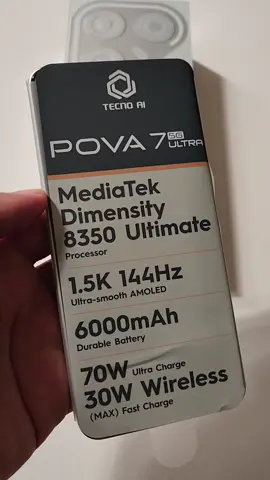 TECNO AI
POVA 7 5G ULTRA
MediaTek
Dimensity
8350 Ultimate
Processor
1.5K 144Hz
Ultra-smooth AMOLED
6000mAh
Durable Battery
70W Ultra Charge
30W Wireless
(MAX) Fast Charge